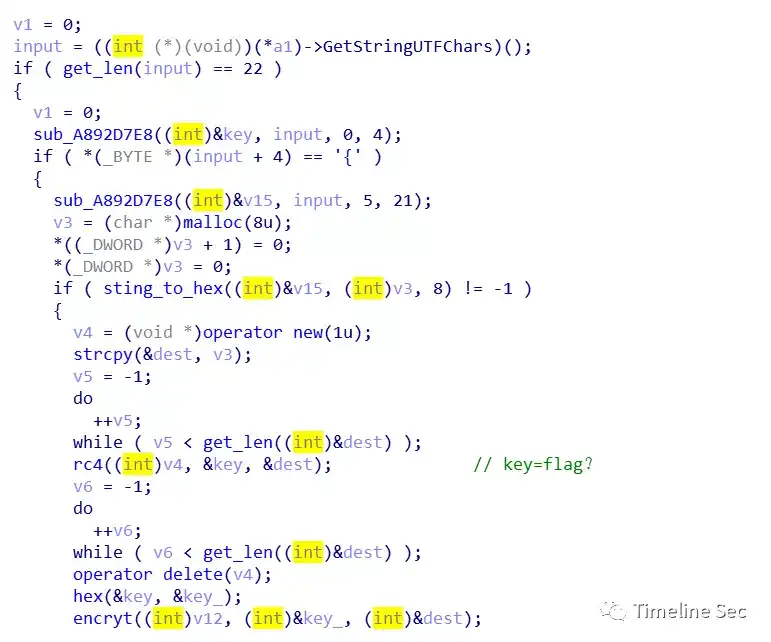 v1 = 0;
input = ((int (*)(void))(*a1)->GetStringUTFChars)();
if ( get_len(input) == 22 )
{
v1 = 0;
sub_A892D7E8((int)&key, input, 0, 4);
if ( *(_BYTE *)(input + 4) == '{' )
{
sub_A892D7E8((int)&v15, input, 5, 21);
v3 = (char *)malloc(8u);
*((_DWORD *)v3 + 1) = 0;
*(_DWORD *)v3 = 0;
if ( sting_to_hex((int)&v15, (int)v3, 8) != -1 )
{
v4 = (void *)operator new(1u);
strcpy(&dest, v3);
v5 = -1;
do
++v5;
while ( v5 < get_len((int)&dest) );
rc4((int)v4, &key, &dest); // key=flag?
v6 = -1;
do
++v6;
while ( v6 < get_len((int)&dest) );
operator delete(v4);
hex(&key, &key_);
encryt((int)v12, (int)&key_, (int)&dest);
Timeline Sec